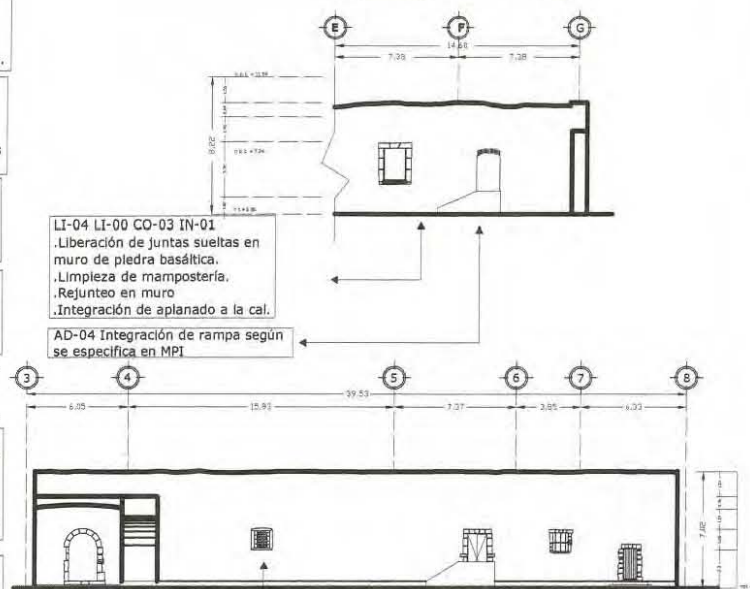 E F G
14.60
7.38 7.38
8.22
LI-04 LI-00 CO-03 IN-01
.Liberación de juntas sueltas en
muro de piedra basáltica.
.Limpieza de mampostería.
.Rejunteo en muro
.Integración de aplanado a la cal.
AD-04 Integración de rampa según
se especifica en MPI
3 4 5 6 7 8
39.53
6.05 15.93 7.37 3.85 6.33
7.02